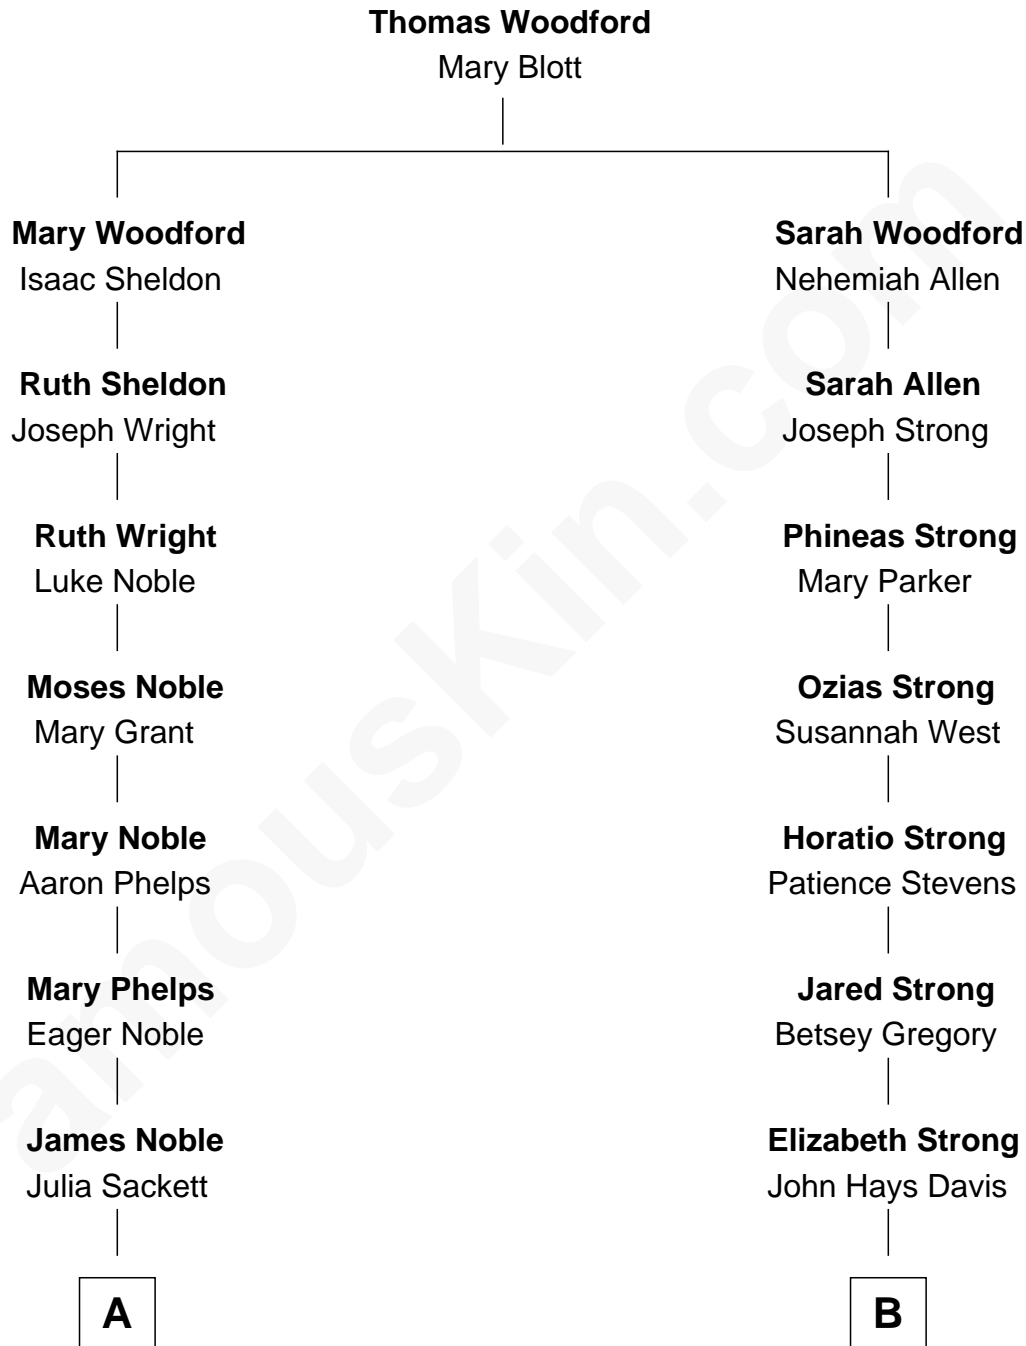 Thomas Woodford
Mary Blott
Mary Woodford
Isaac Sheldon
Ruth Sheldon
Joseph Wright
Ruth Wright
Luke Noble
Moses Noble
Mary Grant
Mary Noble
Aaron Phelps
Mary Phelps
Eager Noble
James Noble
Julia Sackett
A
Sarah Woodford
Nehemiah Allen
Sarah Allen
Joseph Strong
Phineas Strong
Mary Parker
Ozias Strong
Susannah West
Horatio Strong
Patience Stevens
Jared Strong
Betsey Gregory
Elizabeth Strong
John Hays Davis
B
amouskin.com